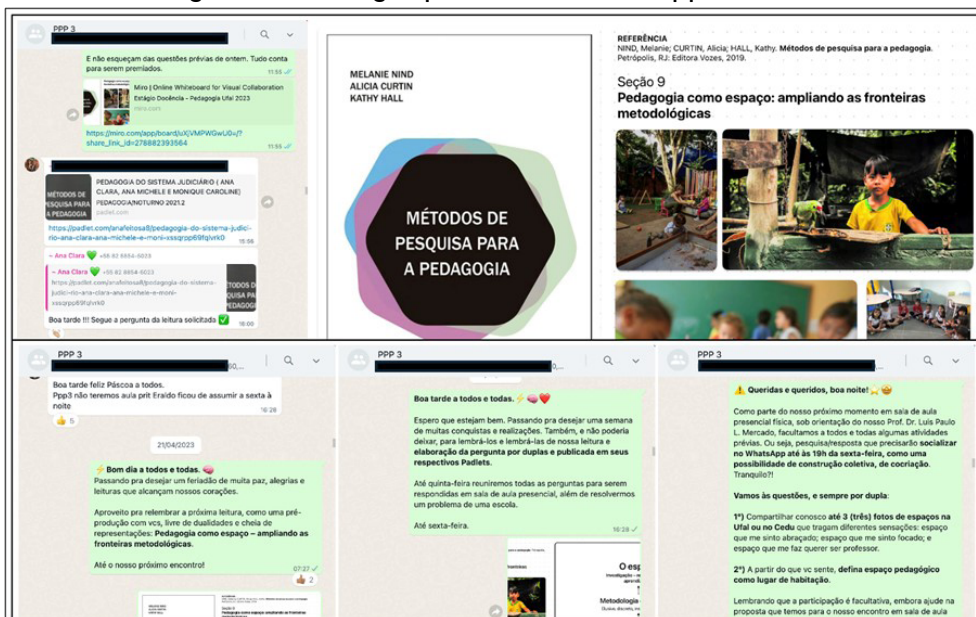 PPP 3
E não esqueçam das questões prévias de ontem. Tudo conta
para serem premiados.
11:55
Miro | Online Whiteboard for Visual Collaboration
Estágio Docência - Pedagogia Ufal 2023
miro.com
https://miro.com/app/board/uXjVMPWGwU0=/?
share_link_id=278882393564
11:55
MÉTODOS DE
PESQUISA PARA
A PEDAGOGIA
PEDAGOGIA DO SISTEMA JUDICIÁRIO ( ANA
CLARA, ANA MICHELE E MONIQUE CAROLINE)
PEDAGOGIA/NOTURNO 2021.2
padlet.com
https://padlet.com/anafeitosa8/pedagogia-do-sistema-judici-
rio-ana-clara-ana-michele-e-moni-xssqrpp69fqlvrk0
15:56
~ Ana Clara 💚
~ Ana Clara 💚
https://padlet.com/anafeitosa8/pedagogia-do-sistema-
judici-rio-ana-clara-ana-michele-e-moni-
xssqrpp69fqlvrk0
Boa tarde !!! Segue a pergunta da leitura solicitada ✅
16:00
MELANIE NIND
ALICIA CURTIN
KATHY HALL
MÉTODOS DE
PESQUISA PARA
A PEDAGOGIA
REFERÊNCIA
NIND, Melanie; CURTIN, Alicia; HALL, Kathy. Métodos de pesquisa para a pedagogia.
Petrópolis, RJ: Editora Vozes, 2019.
Seção 9
Pedagogia como espaço: ampliando as fronteiras
metodológicas
PPP 3
Boa tarde feliz Páscoa a todos.
Ppp3 não teremos aula prit Eraldo ficou de assumir a sexta à
noite
16:28
👍 5
21/04/2023
⚡ Bom dia a todos e todas. 🧠
Passando pra desejar um feriadão de muita paz, alegrias e
leituras que alcançam nossos corações.
Aproveito pra relembrar a próxima leitura, como uma pré-
produção com vcs, livre de dualidades e cheia de
representações: Pedagogia como espaço – ampliando as
fronteiras metodológicas.
Até o nosso próximo encontro!
07:27
👍 2
Seção 9
PPP 3
Boa tarde a todos e todas. ⚡🧠❤️
Espero que estejam bem. Passando pra desejar uma semana
de muitas conquistas e realizações. Também, e não poderia
deixar, para lembrá-los e lembrá-las de nossa leitura e
elaboração da pergunta por duplas e publicada em seus
respectivos Padlets.
Até quinta-feira reuniremos todas as perguntas para serem
respondidas em sala de aula presencial, além de resolvermos
um problema de uma escola.
Até sexta-feira.
16:28
O esp
Metodologia
PPP 3
⚠️ Queridas e queridos, boa noite!⭐🤩
Como parte do nosso próximo momento em sala de aula
presencial física, sob orientação do nosso Prof. Dr. Luis Paulo
L. Mercado, facultamos a todos e todas algumas atividades
prévias. Ou seja, pesquisa/resposta que precisarão socializar
no WhatsApp até às 19h da sexta-feira, como uma
possibilidade de construção coletiva, de cocriação.
Tranquilo?!
Vamos às questões, e sempre por dupla:
1º) Compartilhar conosco até 3 (três) fotos de espaços na
Ufal ou no Cedu que tragam diferentes sensações: espaço
que me sinto abraçado; espaço que me sinto focado; e
espaço que me faz querer ser professor.
2º) A partir do que vc sente, defina espaço pedagógico
como lugar de habitação.
Lembrando que a participação é facultativa, embora ajude na
proposta que temos para o nosso encontro em sala de aula